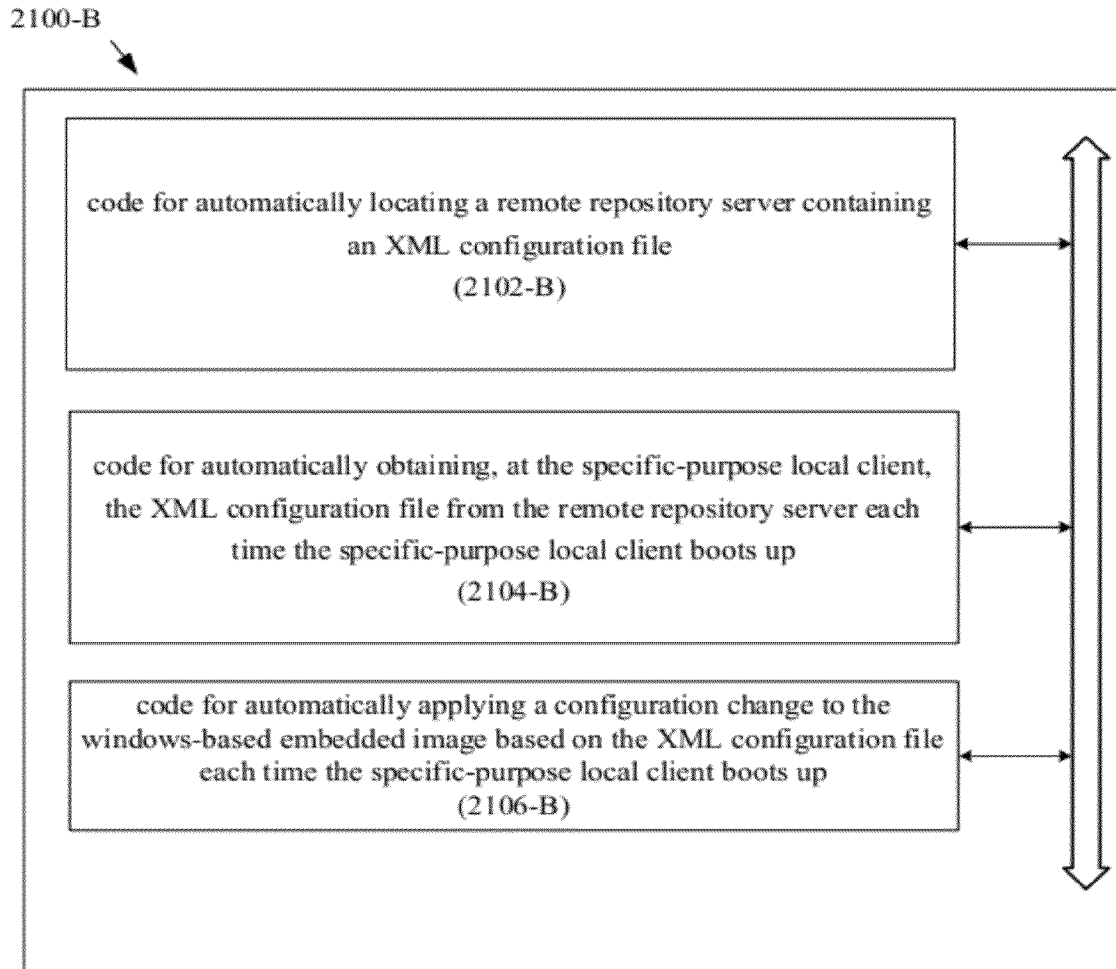 2100-B
code for automatically locating a remote repository server containing
an XML configuration file
(2102-B)
code for automatically obtaining, at the specific-purpose local client,
the XML configuration file from the remote repository server each
time the specific-purpose local client boots up
(2104-B)
code for automatically applying a configuration change to the
windows-based embedded image based on the XML configuration file
each time the specific-purpose local client boots up
(2106-B)